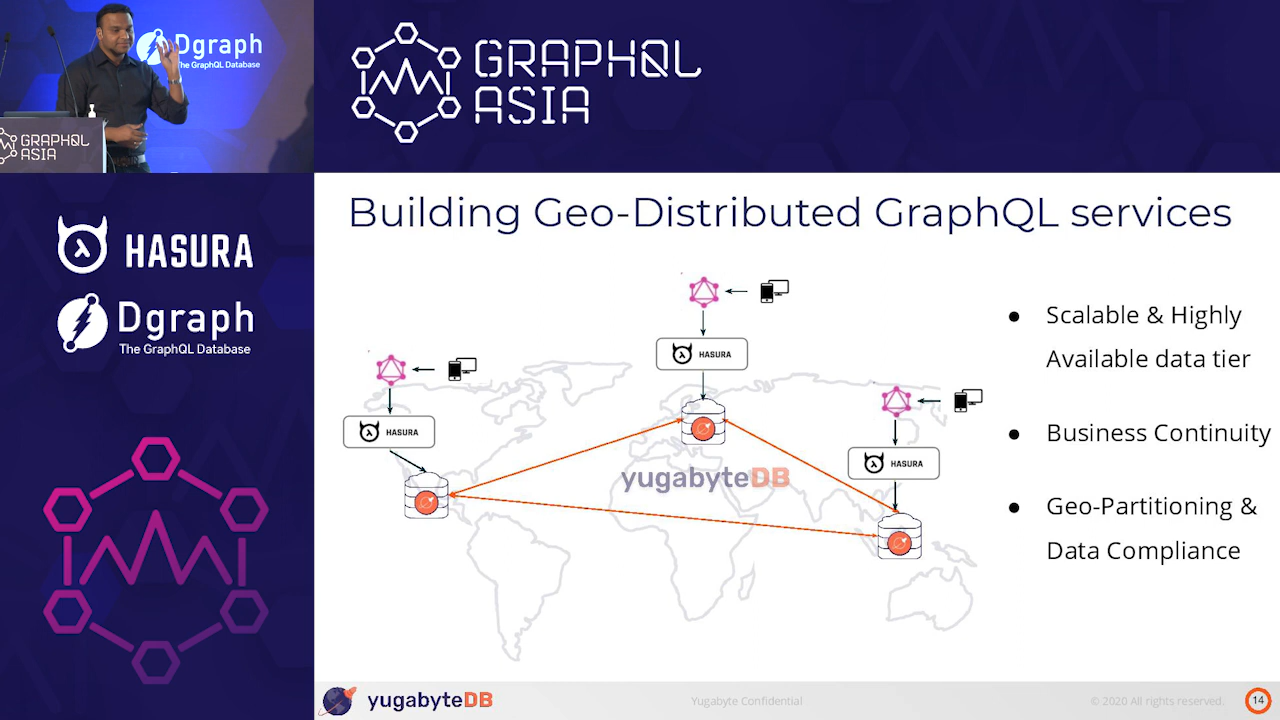 Dgraph
The GraphQL Database
GRAPHQL
ASIA
GRAPHQL
ASIA
HASURA
Dgraph
The GraphQL Database
Building Geo-Distributed GraphQL services
HASURA
HASURA
HASURA
yugabyteDB
● Scalable & Highly
Available data tier
● Business Continuity
● Geo-Partitioning &
Data Compliance
yugabyteDB
Yugabyte Confidential
© 2020 All rights reserved.
14